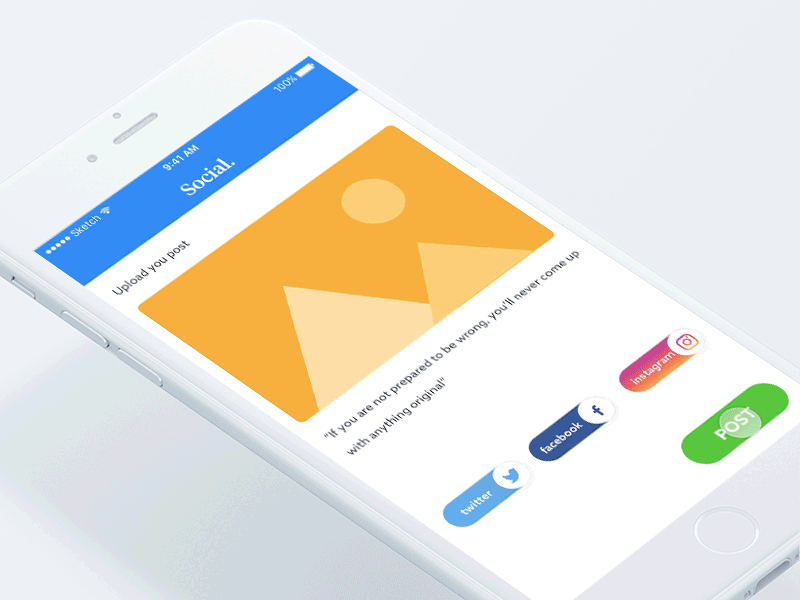 Sketch
9:41 AM
100%
Social.
Upload you post
"If you are not prepared to be wrong, you'll never come up
with anything original"
twitter
facebook
instagram
POST